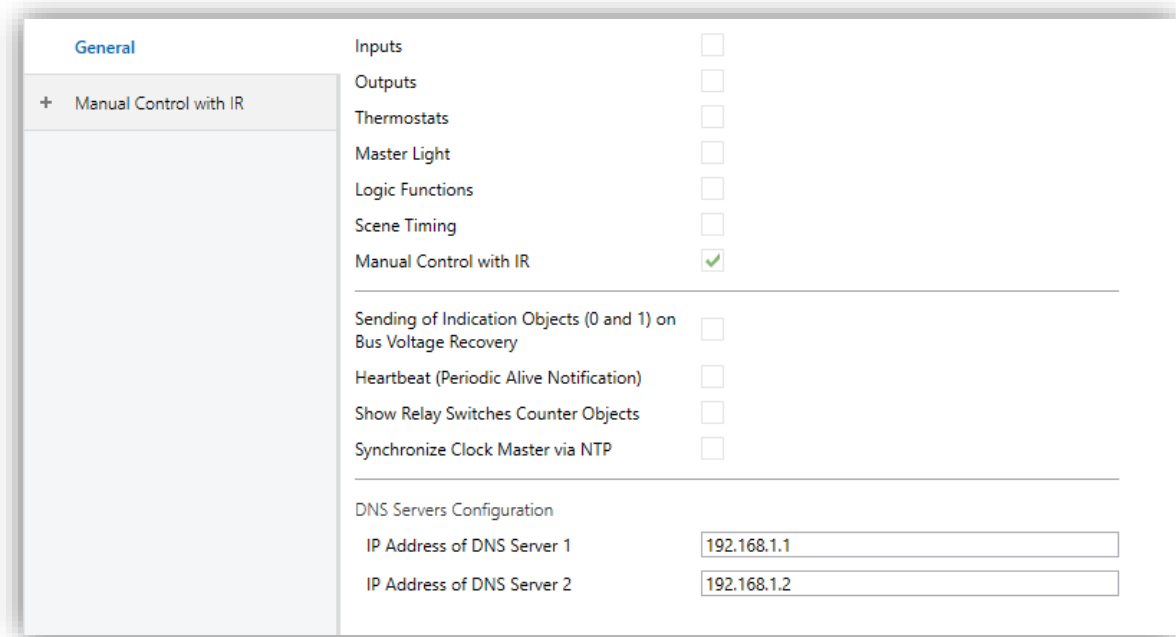 General
+ Manual Control with IR
Inputs
Outputs
Thermostats
Master Light
Logic Functions
Scene Timing
Manual Control with IR
Sending of Indication Objects (0 and 1) on
Bus Voltage Recovery
Heartbeat (Periodic Alive Notification)
Show Relay Switches Counter Objects
Synchronize Clock Master via NTP
DNS Servers Configuration
IP Address of DNS Server 1 192.168.1.1
IP Address of DNS Server 2 192.168.1.2